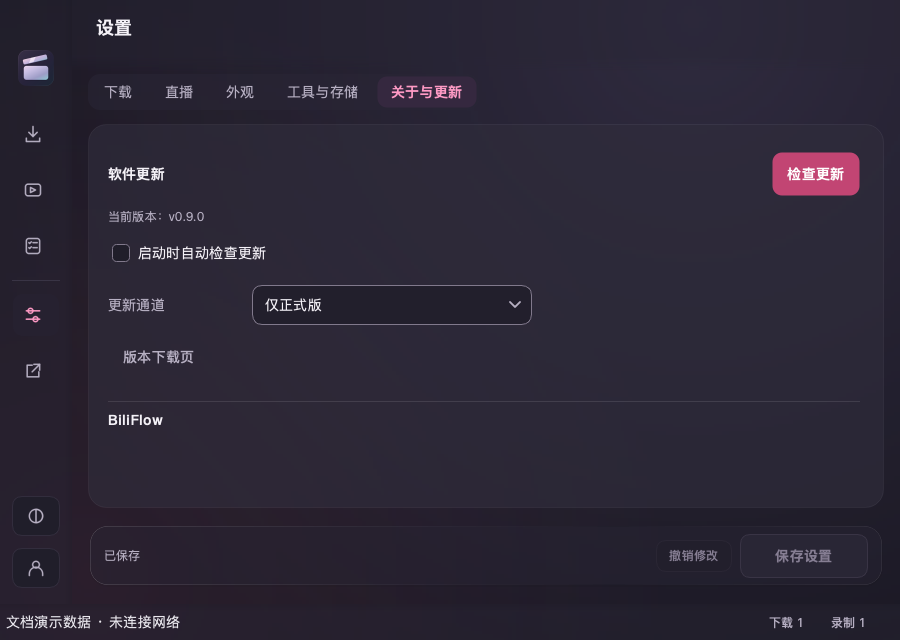 设置
下载 直播 外观 工具与存储 关于与更新
软件更新 检查更新
当前版本：v0.9.0
启动时自动检查更新
更新通道 仅正式版
版本下载页
BiliFlow
已保存 撤销修改 保存设置
文档演示数据 · 未连接网络 下载 1 录制 1